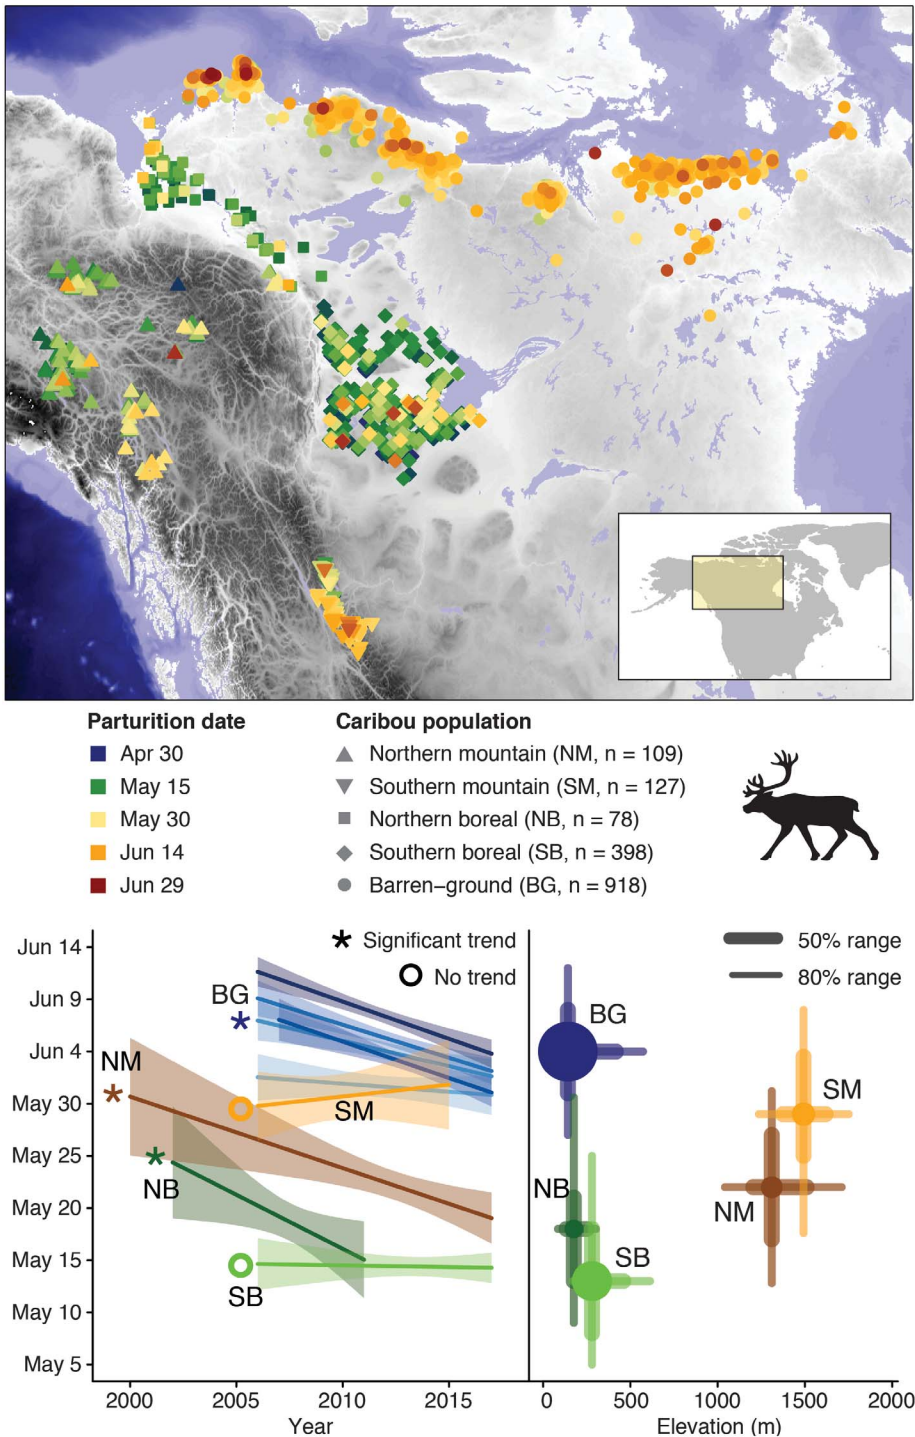 Parturition date
Apr 30
May 15
May 30
Jun 14
Jun 29
Caribou population
Northern mountain (NM, n = 109)
Southern mountain (SM, n = 127)
Northern boreal (NB, n = 78)
Southern boreal (SB, n = 398)
Barren–ground (BG, n = 918)
Jun 14
Jun 9
Jun 4
May 30
May 25
May 20
May 15
May 10
May 5
* Significant trend
No trend
BG
*
NM
*
SM
*
NB
SB
2000 2005 2010 2015
Year
50% range
80% range
BG
SM
NB
NM
SB
0 500 1000 1500 2000
Elevation (m)